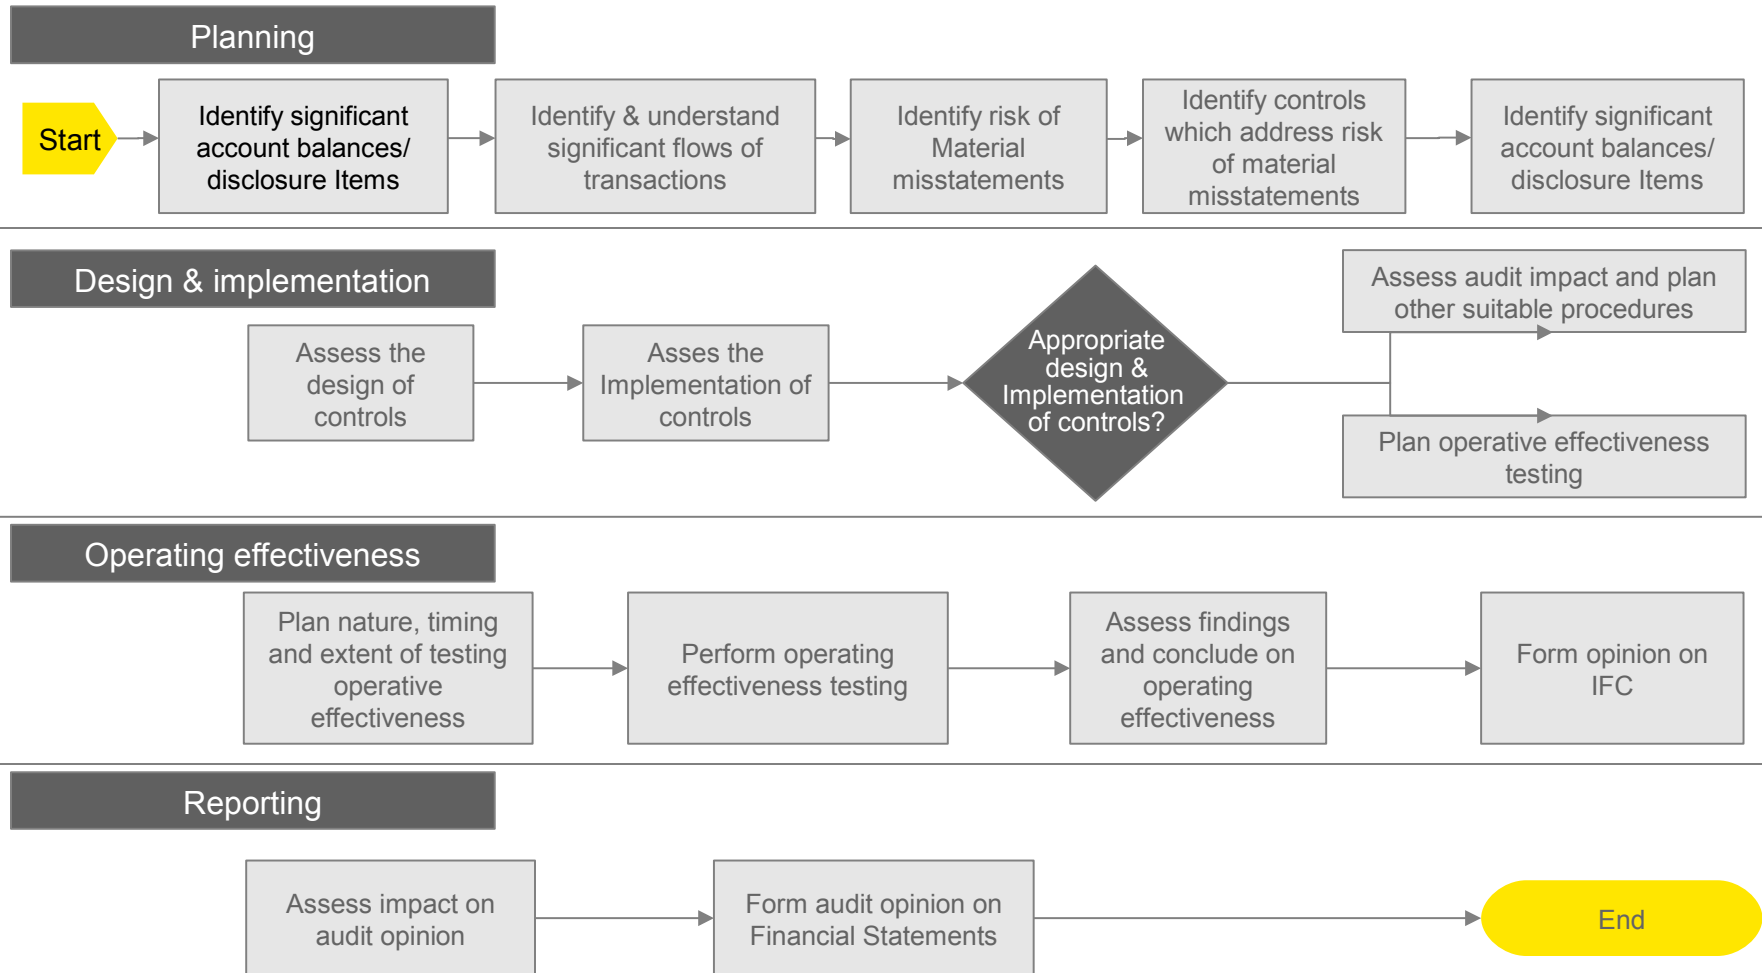 Planning
Start
Identify significant
account balances/
disclosure Items
Identify & understand
significant flows of
transactions
Identify risk of
Material
misstatements
Identify controls
which address risk
of material
misstatements
Identify significant
account balances/
disclosure Items
Design & implementation
Assess the
design of
controls
Asses the
Implementation of
controls
Appropriate
design &
Implementation
of controls?
Assess audit impact and plan
other suitable procedures
Plan operative effectiveness
testing
Operating effectiveness
Plan nature, timing
and extent of testing
operative
effectiveness
Perform operating
effectiveness testing
Assess findings
and conclude on
operating
effectiveness
Form opinion on
IFC
Reporting
Assess impact on
audit opinion
Form audit opinion on
Financial Statements
End